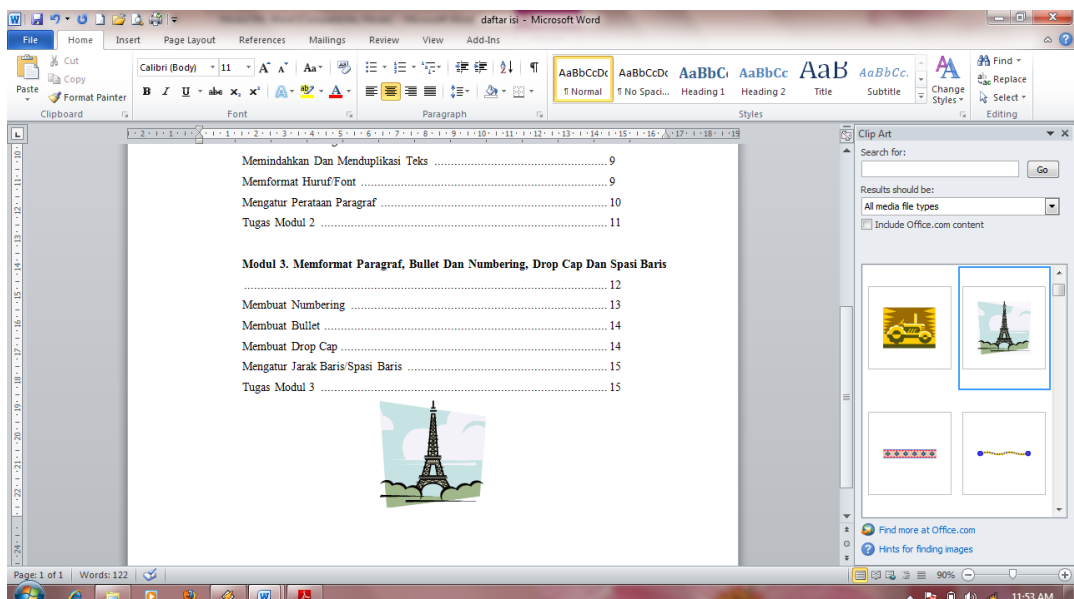 daftar isi - Microsoft Word
File Home Insert Page Layout References Mailings Review View Add-Ins
Paste
Cut
Copy
Format Painter
Clipboard
Calibri (Body) 11
Font
Paragraph
AaBbCcDc AaBbCcDc AaBbC AaBbCc AaB AaBbCc.
¶ Normal ¶ No Spaci... Heading 1 Heading 2 Title Subtitle
Change Styles
Styles
Find
Replace
Select
Editing
Memindahkan Dan Menduplikasi Teks ........................................................ 9
Memformat Huruf/Font ........................................................ 9
Mengatur Perataan Paragraf ........................................................ 10
Tugas Modul 2 ........................................................ 11
Modul 3. Memformat Paragraf, Bullet Dan Numbering, Drop Cap Dan Spasi Baris
........................................................ 12
Membuat Numbering ........................................................ 13
Membuat Bullet ........................................................ 14
Membuat Drop Cap ........................................................ 14
Mengatur Jarak Baris/Spasi Baris ........................................................ 15
Tugas Modul 3 ........................................................ 15
Clip Art
Search for:
Go
Results should be:
All media file types
Include Office.com content
Find more at Office.com
Hints for finding images
Page: 1 of 1 Words: 122
90%
11:53 AM